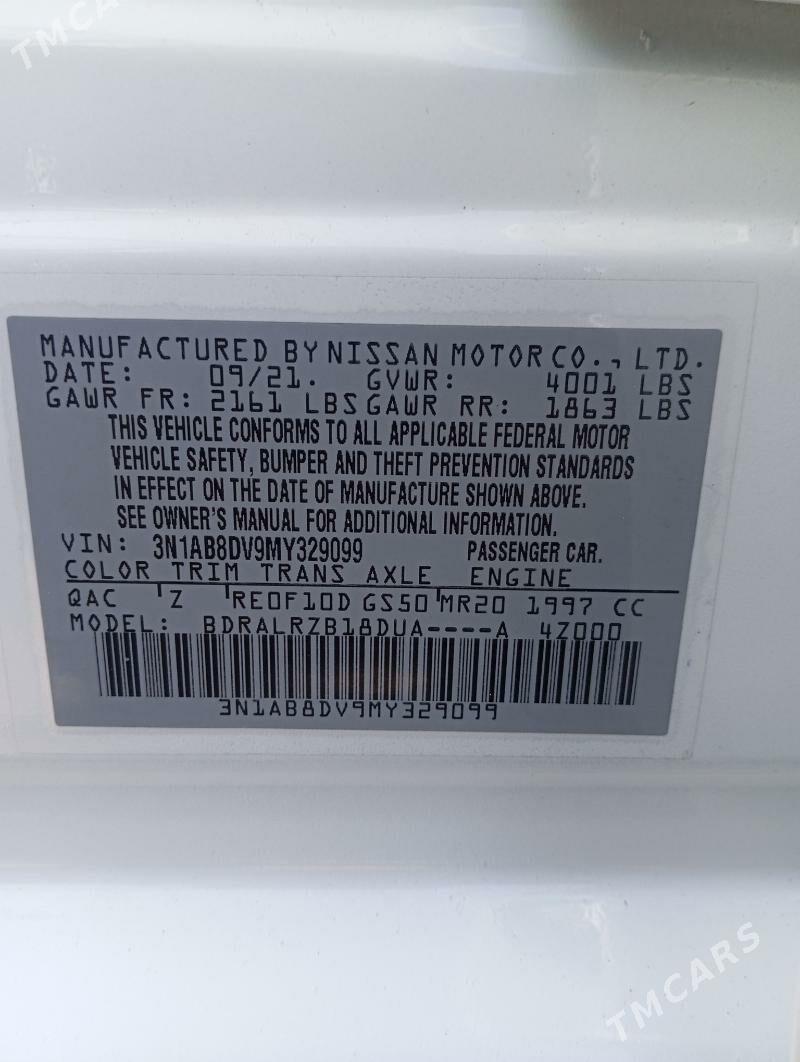 TMCARS
MANUFACTURED BY NISSAN MOTOR CO., LTD.
DATE: 09/21. GVWR: 4001 LBS
GAWR FR: 2161 LBS GAWR RR: 1863 LBS
THIS VEHICLE CONFORMS TO ALL APPLICABLE FEDERAL MOTOR
VEHICLE SAFETY, BUMPER AND THEFT PREVENTION STANDARDS
IN EFFECT ON THE DATE OF MANUFACTURE SHOWN ABOVE.
SEE OWNER'S MANUAL FOR ADDITIONAL INFORMATION.
VIN: 3N1AB8DV9MY329099 PASSENGER CAR.
COLOR TRIM TRANS AXLE ENGINE
QAC Z RE0F10D GS50 MR20 1997 CC
MODEL: BDRALRZB18DUA----A 4Z000
3N1AB8DV9MY329099
TMCARS